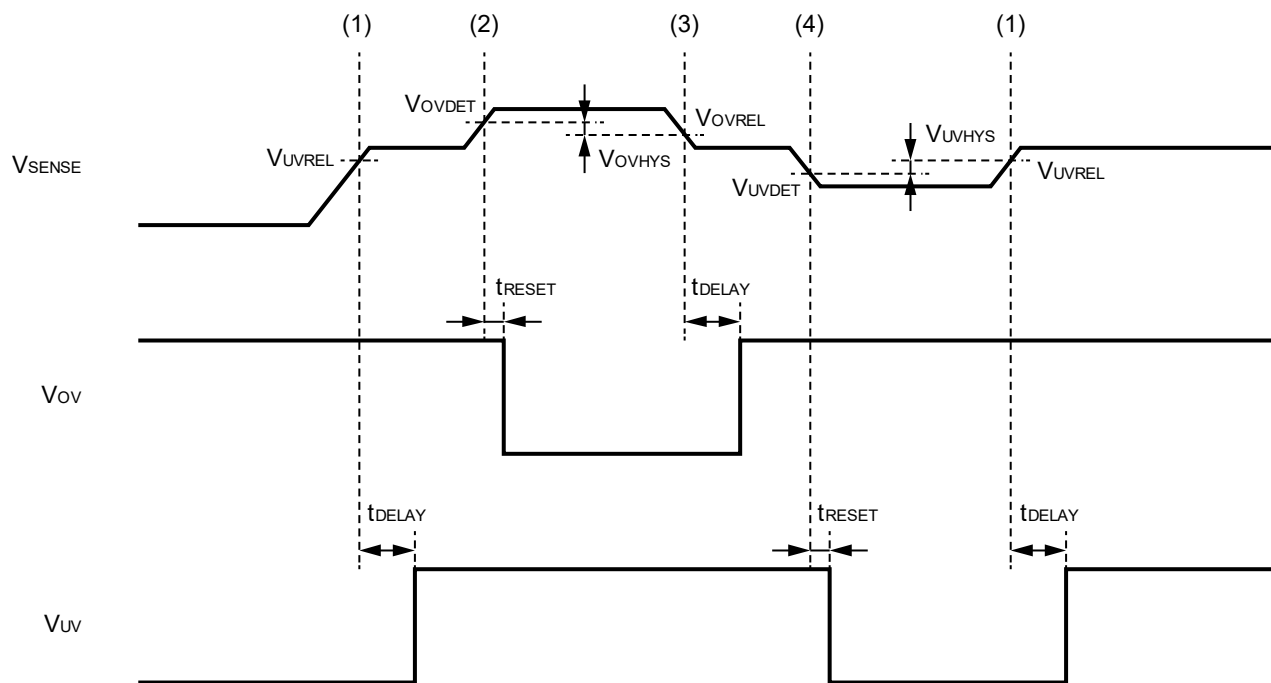 (1) (2) (3) (4) (1)
VOVDET VOVREL VUVHYS
VUVREL VOVHYS VUVREL
VSENSE VUVDET
tRESET tDELAY
VOV
tDELAY tRESET tDELAY
VUV